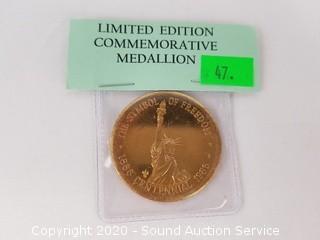 LIMITED EDITION
COMMEMORATIVE
MEDALLION
47.
THE SYMBOL OF FREEDOM
1886 CENTENNIAL 1986
Copyright 2020 - Sound Auction Service